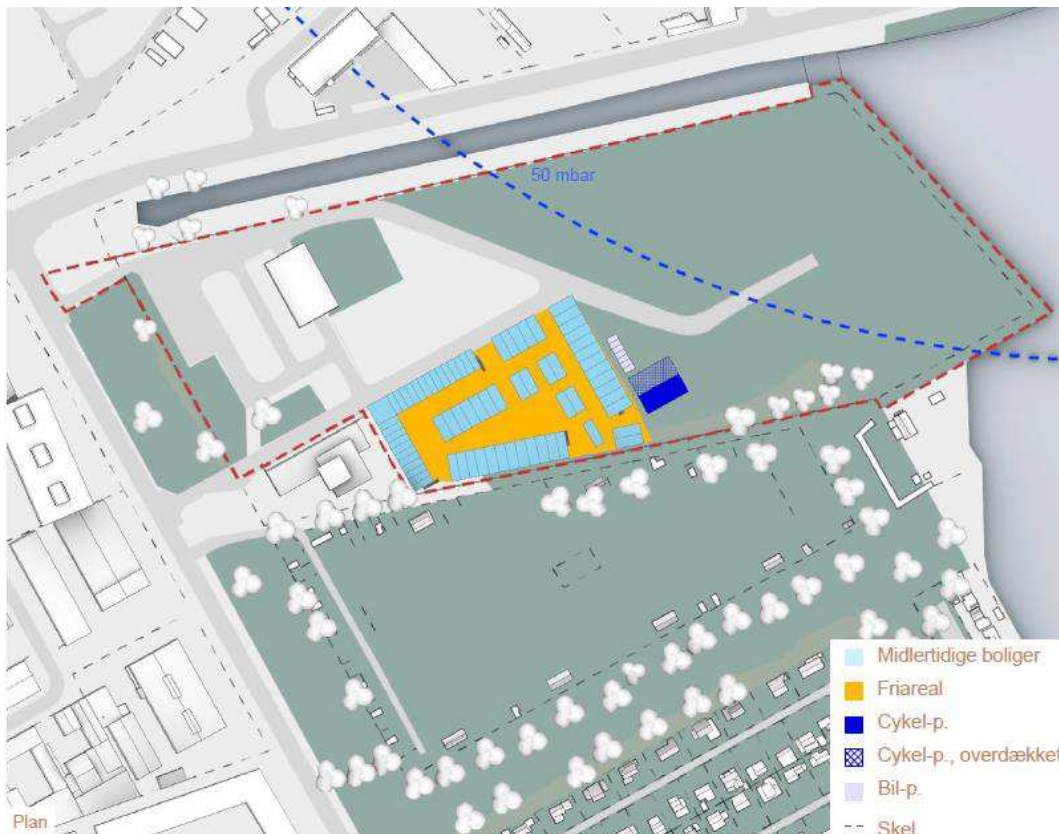 50 mbar
Midlertidige boliger
Friareal
Cykel-p.
Cykel-p., overdækket
Bil-p.
Skel
Plan